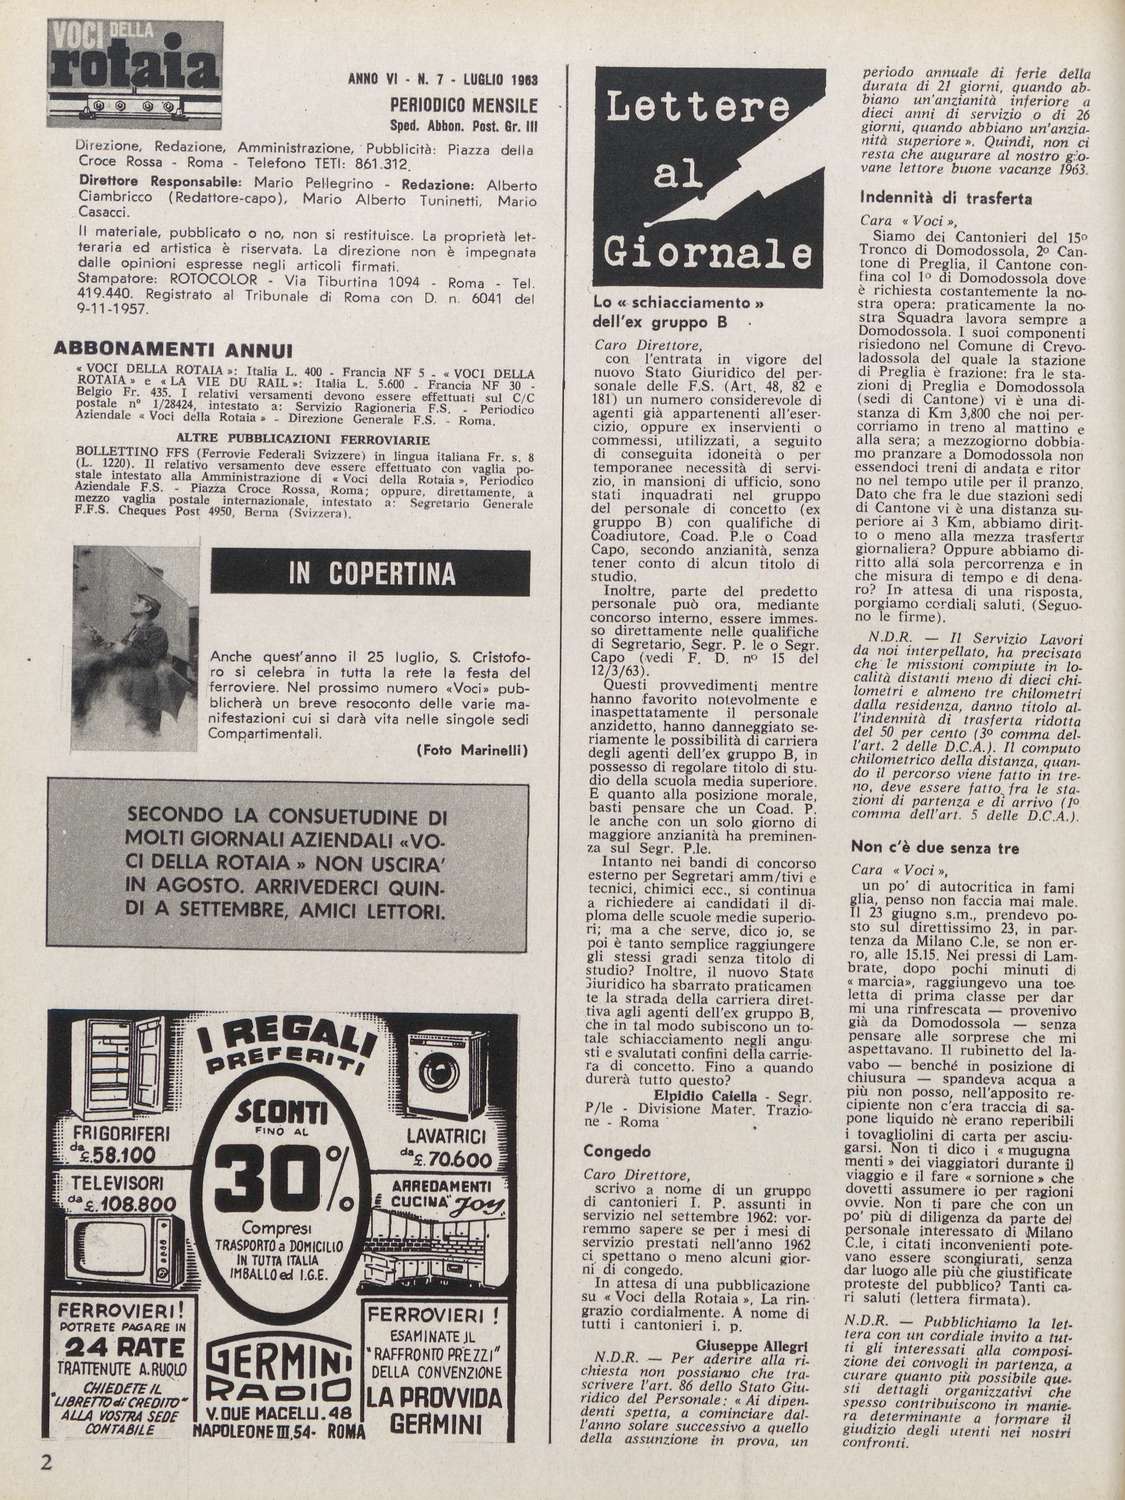 VOCI DELLA
rotaia
ANNO VI - N. 7 - LUGLIO 1963
PERIODICO MENSILE
Sped. Abbon. Post. Gr. III
Direzione, Redazione, Amministrazione, Pubblicità: Piazza della
Croce Rossa - Roma - Telefono TETI: 861.312.
Direttore Responsabile: Mario Pellegrino - Redazione: Alberto
Ciambricco (Redattore-capo), Mario Alberto Tuninetti, Mario
Casacci.
Il materiale, pubblicato o no, non si restituisce. La proprietà let-
teraria ed artistica è riservata. La direzione non è impegnata
dalle opinioni espresse negli articoli firmati.
Stampatore: ROTOCOLOR - Via Tiburtina 1094 - Roma - Tel.
419.440. Registrato al Tribunale di Roma con D. n. 6041 del
9-11-1957.
ABBONAMENTI ANNUI
« VOCI DELLA ROTAIA »: Italia L. 400 - Francia NF 5 - « VOCI DELLA
ROTAIA » e « LA VIE DU RAIL »: Italia L. 5.600 - Francia NF 30 -
Belgio Fr. 435. I relativi versamenti devono essere effettuati sul C/C
postale n° 1/28424, intestato a: Servizio Ragioneria F.S. - Periodico
Aziendale « Voci della Rotaia » - Direzione Generale F.S. - Roma.
ALTRE PUBBLICAZIONI FERROVIARIE
BOLLETTINO FFS (Ferrovie Federali Svizzere) in lingua italiana Fr. s. 8
(L. 1220). Il relativo versamento deve essere effettuato con vaglia po-
stale intestato alla Amministrazione di « Voci della Rotaia », Periodico
Aziendale F.S. - Piazza Croce Rossa, Roma; oppure, direttamente, a
mezzo vaglia postale internazionale, intestato a: Segretario Generale
F.F.S. Cheques Post 4950, Berna (Svizzera).
IN COPERTINA
Anche quest'anno il 25 luglio, S. Cristofo-
ro si celebra in tutta la rete la festa del
ferroviere. Nel prossimo numero «Voci» pub-
blicherà un breve resoconto delle varie ma-
nifestazioni cui si darà vita nelle singole sedi
Compartimentali.
(Foto Marinelli)
SECONDO LA CONSUETUDINE DI
MOLTI GIORNALI AZIENDALI «VO-
CI DELLA ROTAIA » NON USCIRA'
IN AGOSTO. ARRIVEDERCI QUIN-
DI A SETTEMBRE, AMICI LETTORI.
I REGALI
PREFERITI
SCONTI
FINO AL
30%
Compresi
TRASPORTO a DOMICILIO
IN TUTTA ITALIA
IMBALLO ed I.G.E.
FRIGORIFERI
da £. 58.100
TELEVISORI
da £. 108.800
LAVATRICI
da £. 70.600
ARREDAMENTI
CUCINA "Joy"
FERROVIERI!
POTRETE PAGARE IN
24 RATE
TRATTENUTE A. RUOLO
CHIEDETE IL
"LIBRETTO di CREDITO"
ALLA VOSTRA SEDE
CONTABILE
GERMINI
RADIO
V. DUE MACELLI. 48
NAPOLEONE III, 54- ROMA
FERROVIERI !
ESAMINATE IL
"RAFFRONTO PREZZI"
DELLA CONVENZIONE
LA PROVVIDA
GERMINI
2
Lettere
al
Giornale
Lo « schiacciamento »
dell'ex gruppo B
Caro Direttore,
con l'entrata in vigore del
nuovo Stato Giuridico del per-
sonale delle F.S. (Art. 48, 82 e
181) un numero considerevole di
agenti già appartenenti all'eser-
cizio, oppure ex inservienti o
commessi, utilizzati, a seguito
di conseguita idoneità o per
temporanee necessità di servi-
zio, in mansioni di ufficio, sono
stati inquadrati nel gruppo
del personale di concetto (ex
gruppo B) con qualifiche di
Coadiutore, Coad. P.le o Coad
Capo, secondo anzianità, senza
tener conto di alcun titolo di
studio.
Inoltre, parte del predetto
personale può ora, mediante
concorso interno, essere immes-
so direttamente nelle qualifiche
di Segretario, Segr. P. le o Segr.
Capo (vedi F. D. n° 15 del
12/3/63).
Questi provvedimenti mentre
hanno favorito notevolmente e
inaspettatamente il personale
anzidetto, hanno danneggiato se-
riamente le possibilità di carriera
degli agenti dell'ex gruppo B, in
possesso di regolare titolo di stu-
dio della scuola media superiore.
E quanto alla posizione morale,
basti pensare che un Coad. P.
le anche con un solo giorno di
maggiore anzianità ha preminen-
za sul Segr. P.le.
Intanto nei bandi di concorso
esterno per Segretari amm/tivi e
tecnici, chimici ecc., si continua
a richiedere ai candidati il di-
ploma delle scuole medie superio-
ri; ma a che serve, dico io, se
poi è tanto semplice raggiungere
gli stessi gradi senza titolo di
studio? Inoltre, il nuovo Stato
Giuridico ha sbarrato praticamen
te la strada della carriera diret-
tiva agli agenti dell'ex gruppo B,
che in tal modo subiscono un to-
tale schiacciamento negli angu-
sti e svalutati confini della carrie-
ra di concetto. Fino a quando
durerà tutto questo?
Elpidio Caiella - Segr.
P/le - Divisione Mater. Trazio-
ne - Roma
Congedo
Caro Direttore,
scrivo a nome di un gruppo
di cantonieri I. P. assunti in
servizio nel settembre 1962: vor-
remmo sapere se per i mesi di
servizio prestati nell'anno 1962
ci spettano o meno alcuni gior-
ni di congedo.
In attesa di una pubblicazione
su « Voci della Rotaia », La rin-
grazio cordialmente. A nome di
tutti i cantonieri i. p.
Giuseppe Allegri
N.D.R. — Per aderire alla ri-
chiesta non possiamo che tra-
scrivere l'art. 86 dello Stato Giu-
ridico del Personale: « Ai dipen-
denti spetta, a cominciare dal-
l'anno solare successivo a quello
della assunzione in prova, un
periodo annuale di ferie della
durata di 21 giorni, quando ab-
biano un'anzianità inferiore a
dieci anni di servizio o di 26
giorni, quando abbiano un'anzia-
nità superiore ». Quindi, non ci
resta che augurare al nostro gio-
vane lettore buone vacanze 1963.
Indennità di trasferta
Cara « Voci »,
Siamo dei Cantonieri del 15°
Tronco di Domodossola, 2° Can-
tone di Preglia, il Cantone con-
fina col 1° di Domodossola dove
è richiesta costantemente la no-
stra opera: praticamente la no-
stra Squadra lavora sempre a
Domodossola. I suoi componenti
risiedono nel Comune di Crevo-
ladossola del quale la stazione
di Preglia è frazione: fra le sta-
zioni di Preglia e Domodossola
(sedi di Cantone) vi è una di-
stanza di Km 3,800 che noi per-
corriamo in treno al mattino e
alla sera; a mezzogiorno dobbia-
mo pranzare a Domodossola non
essendoci treni di andata e ritor
no nel tempo utile per il pranzo.
Dato che fra le due stazioni sedi
di Cantone vi è una distanza su-
periore ai 3 Km, abbiamo dirit-
to o meno alla mezza trasferta
giornaliera? Oppure abbiamo di-
ritto alla sola percorrenza e in
che misura di tempo e di dena-
ro? In attesa di una risposta,
porgiamo cordiali saluti. (Seguo-
no le firme).
N.D.R. — Il Servizio Lavori
da noi interpellato, ha precisato
che le missioni compiute in lo-
calità distanti meno di dieci chi-
lometri e almeno tre chilometri
dalla residenza, danno titolo al-
l'indennità di trasferta ridotta
del 50 per cento (3° comma del-
l'art. 2 delle D.C.A.). Il computo
chilometrico della distanza, quan-
do il percorso viene fatto in tre-
no, deve essere fatto fra le sta-
zioni di partenza e di arrivo (1°
comma dell'art. 5 delle D.C.A.).
Non c'è due senza tre
Cara « Voci »,
un po' di autocritica in fami
glia, penso non faccia mai male.
Il 23 giugno s.m., prendevo po-
sto sul direttissimo 23, in par-
tenza da Milano C.le, se non er-
ro, alle 15.15. Nei pressi di Lam-
brate, dopo pochi minuti di
« marcia», raggiungevo una toe-
letta di prima classe per dar
mi una rinfrescata — provenivo
già da Domodossola — senza
pensare alle sorprese che mi
aspettavano. Il rubinetto del la-
vabo — benché in posizione di
chiusura — spandeva acqua a
più non posso, nell'apposito re-
cipiente non c'era traccia di sa-
pone liquido nè erano reperibili
i tovagliolini di carta per asciu-
garsi. Non ti dico i « mugugna
menti » dei viaggiatori durante il
viaggio e il fare « sornione » che
dovetti assumere io per ragioni
ovvie. Non ti pare che con un
po' più di diligenza da parte del
personale interessato di Milano
C.le, i citati inconvenienti pote-
vano essere scongiurati, senza
dar luogo alle più che giustificate
proteste del pubblico? Tanti ca-
ri saluti (lettera firmata).
N.D.R. — Pubblichiamo la let-
tera con un cordiale invito a tut-
ti gli interessati alla composi-
zione dei convogli in partenza, a
curare quanto più possibile que-
sti dettagli organizzativi che
spesso contribuiscono in manie-
ra determinante a formare il
giudizio degli utenti nei nostri
confronti.